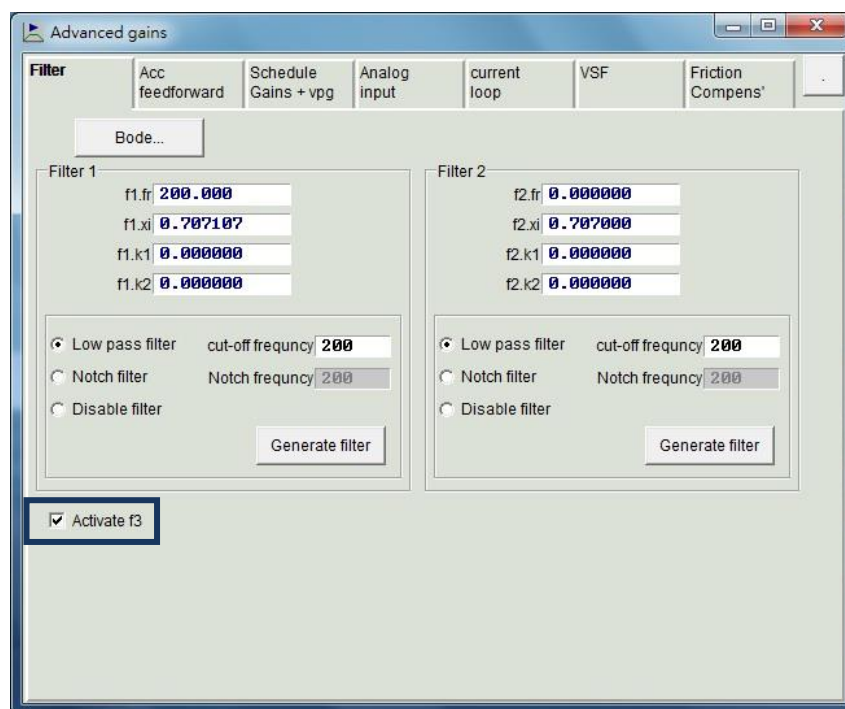 Advanced gains
Filter
Acc feedforward
Schedule Gains + vpg
Analog input
current loop
VSF
Friction Compens'
.
Bode...
Filter 1
f1.fr 200.000
f1.xi 0.707107
f1.k1 0.000000
f1.k2 0.000000
Low pass filter cut-off frequncy 200
Notch filter Notch frequncy 200
Disable filter
Generate filter
Filter 2
f2.fr 0.000000
f2.xi 0.707000
f2.k1 0.000000
f2.k2 0.000000
Low pass filter cut-off frequncy 200
Notch filter Notch frequncy 200
Disable filter
Generate filter
Activate f3